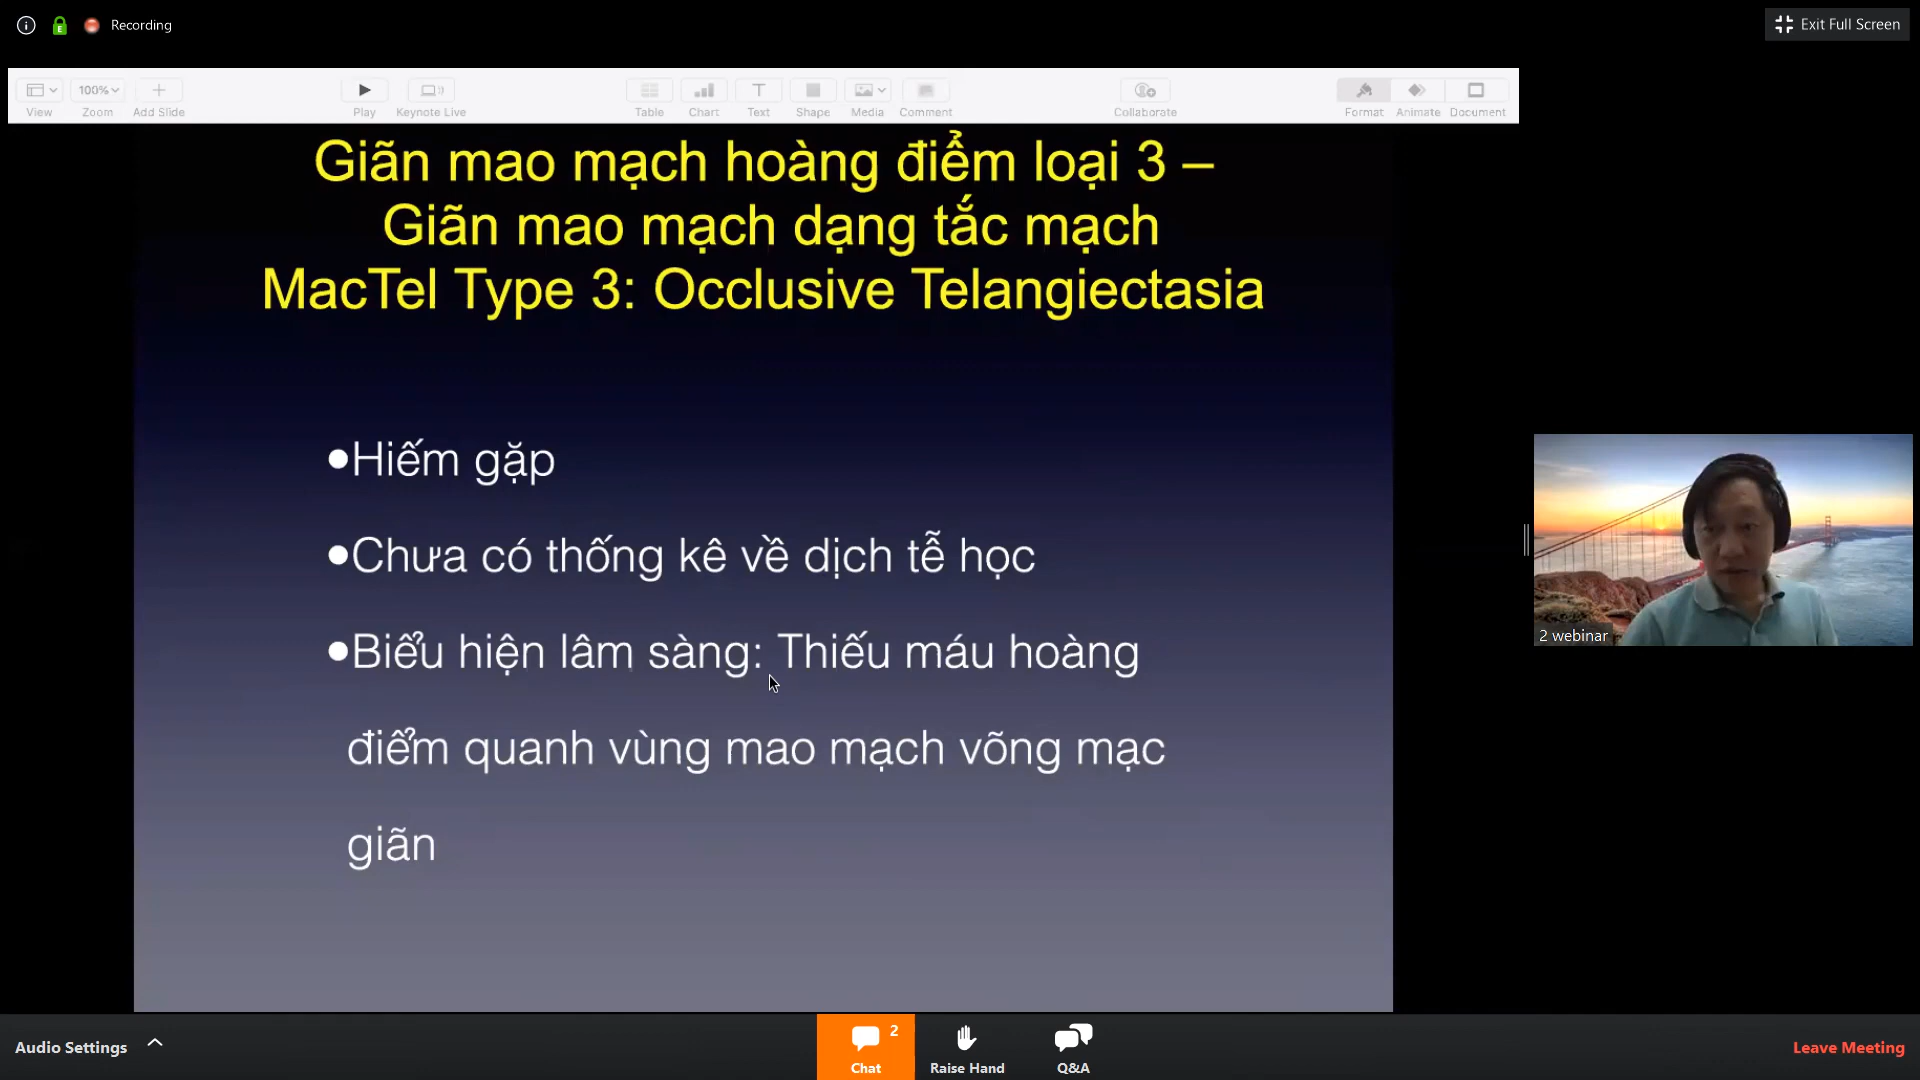 Recording
Exit Full Screen
View
100%
Zoom
Add Slide
Play
Keynote Live
Table
Chart
Text
Shape
Media
Comment
Collaborate
Format
Animate
Document
Giãn mao mạch hoàng điểm loại 3 –
Giãn mao mạch dạng tắc mạch
MacTel Type 3: Occlusive Telangiectasia
•Hiếm gặp
•Chưa có thống kê về dịch tễ học
•Biểu hiện lâm sàng: Thiếu máu hoàng
điểm quanh vùng mao mạch võng mạc
giãn
2 webinar
Audio Settings
Chat 2
Raise Hand
Q&A
Leave Meeting